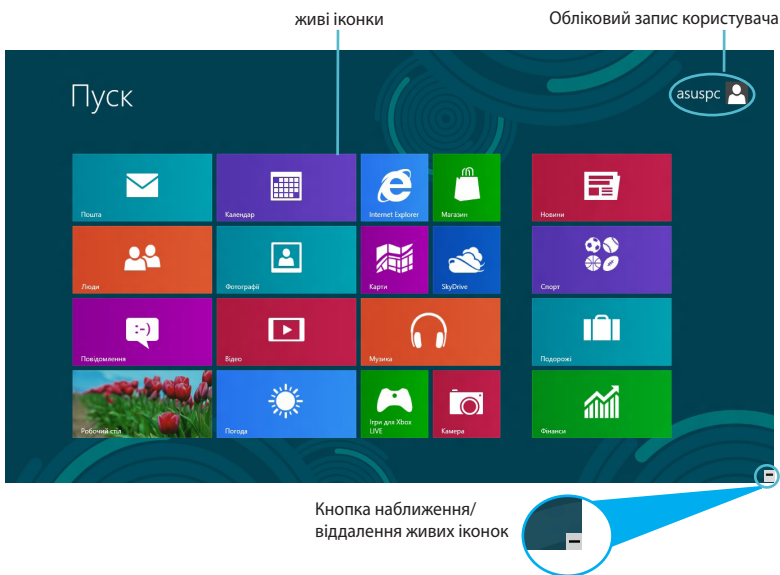 живі іконки
Обліковий запис користувача
Пуск
asuspc
Пошта
Календар
Internet Explorer
Магазин
Новини
Люди
Фотографії
Карти
SkyDrive
Спорт
:-)
Повідомлення
Відео
Музика
Подорожі
Робочий стіл
Погода
Ігри для Xbox
LIVE
Камера
Фінанси
Кнопка наближення/
віддалення живих іконок